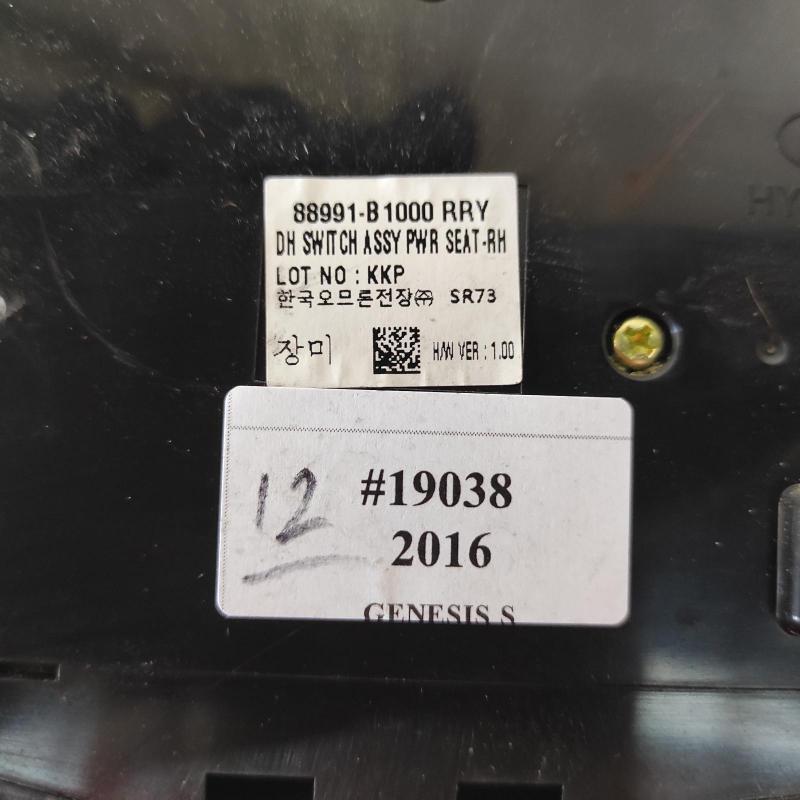 88991-B1000 RRY
DH SWITCH ASSY PWR SEAT-RH
LOT NO : KKP
한국오므론전장㈜ SR73
장미 H/W VER : 1.00
HY
12
#19038
2016
GENESIS S